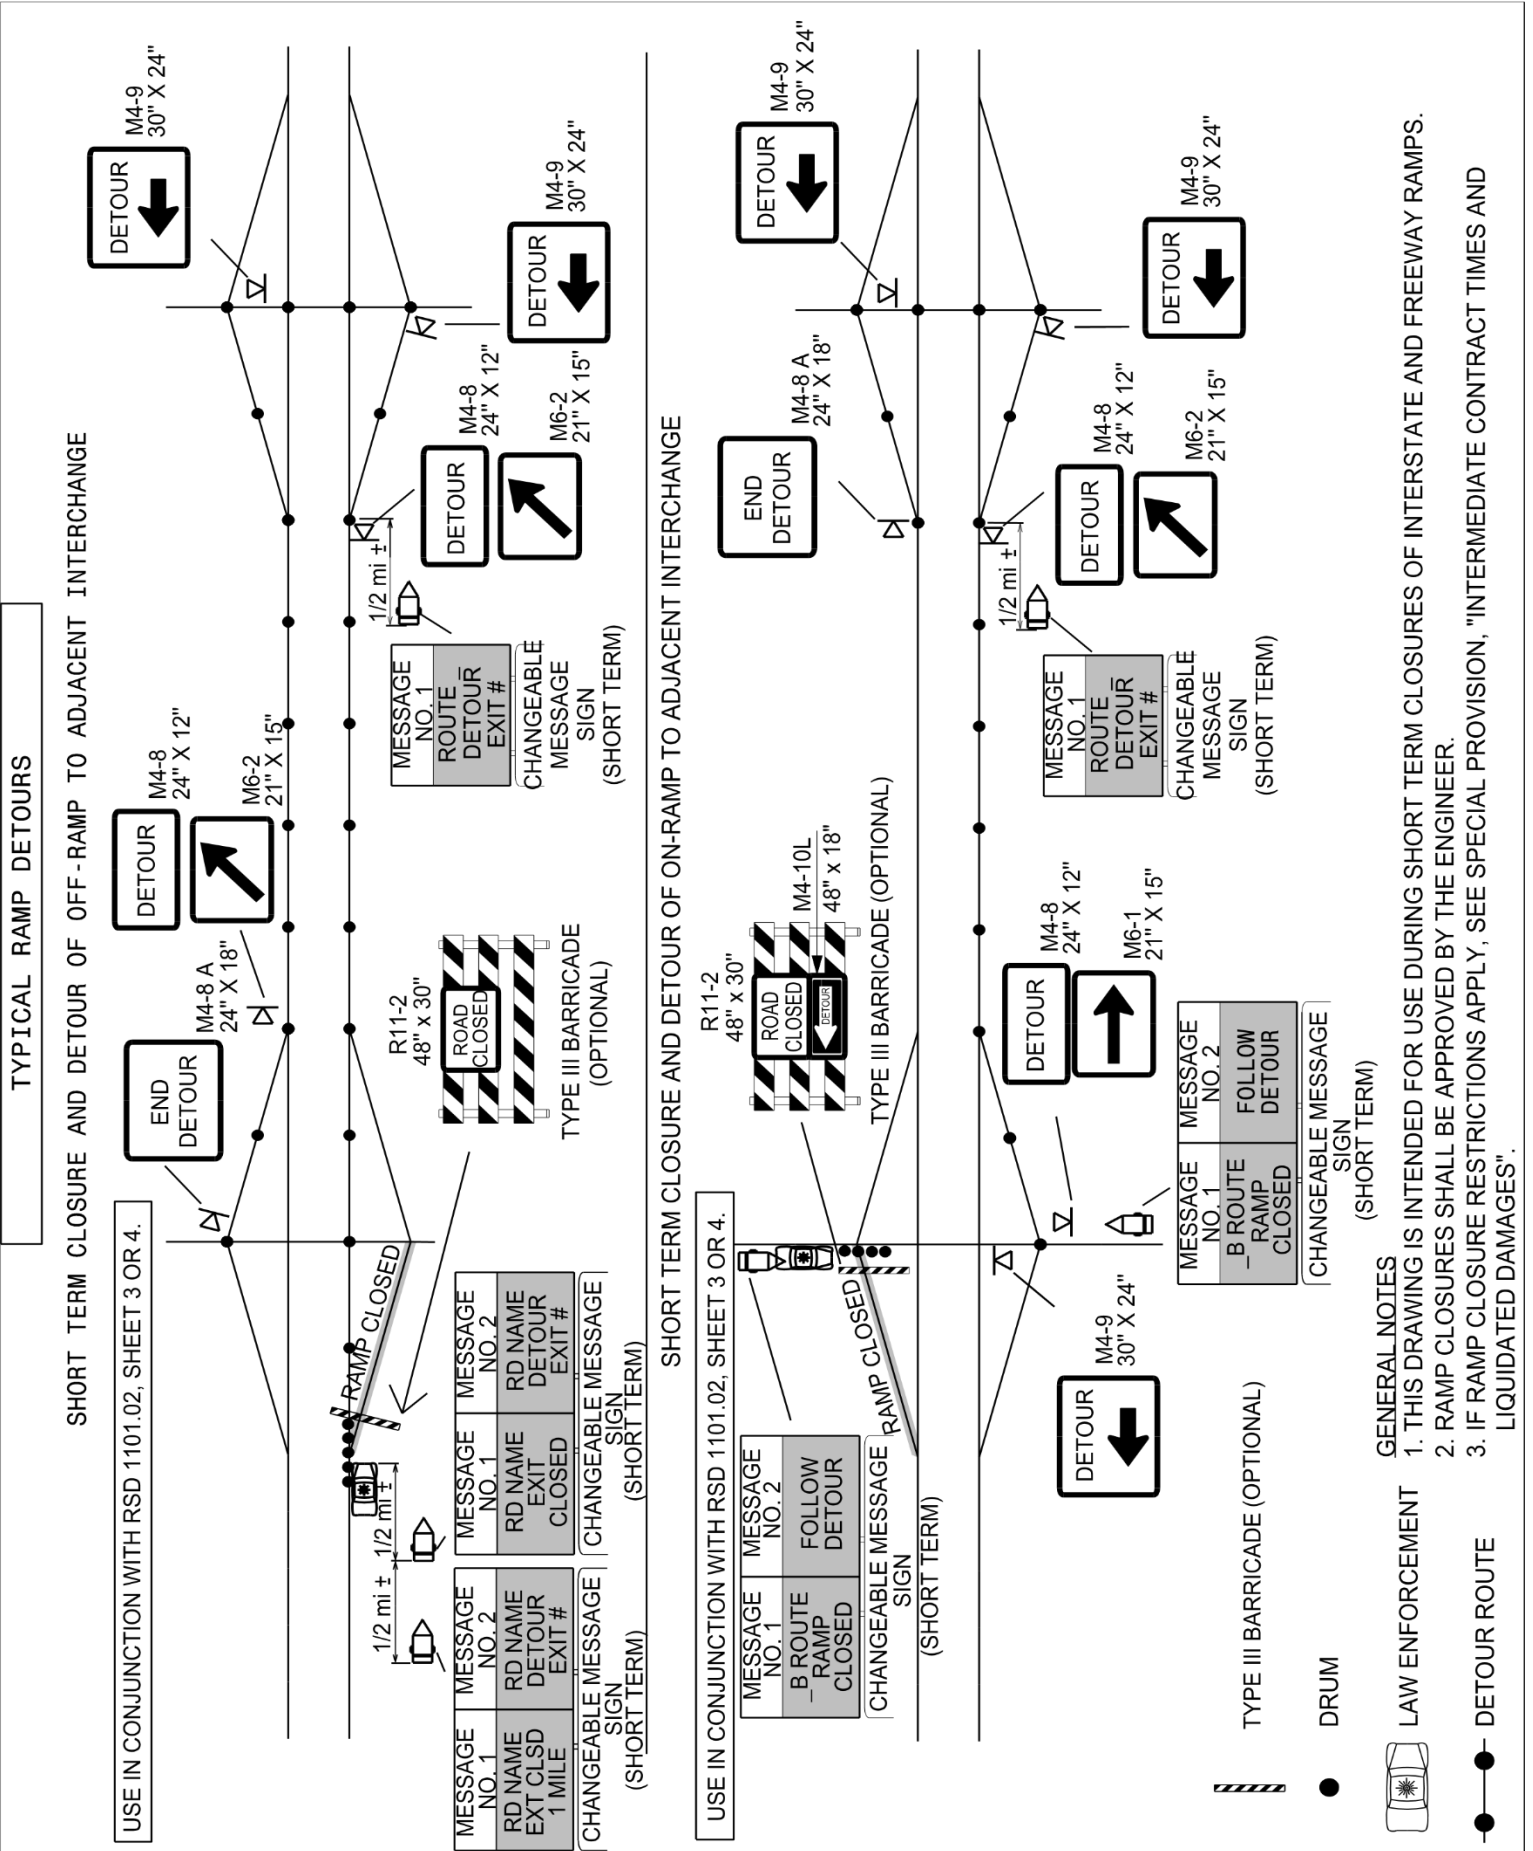 TYPICAL RAMP DETOURS
SHORT TERM CLOSURE AND DETOUR OF OFF-RAMP TO ADJACENT INTERCHANGE
USE IN CONJUNCTION WITH RSD 1101.02, SHEET 3 OR 4.
END
DETOUR
M4-8 A
24" X 18"
DETOUR
M4-8
24" X 12"
M6-2
21" X 15"
DETOUR
M4-9
30" X 24"
RAMP CLOSED
1/2 mi ±
1/2 mi ±
MESSAGE
NO. 1
RD NAME
EXT CLSD
1 MILE
MESSAGE
NO. 2
RD NAME
DETOUR
EXIT #
CHANGEABLE MESSAGE
SIGN
(SHORT TERM)
MESSAGE
NO. 1
RD NAME
EXIT
CLOSED
MESSAGE
NO. 2
RD NAME
DETOUR
EXIT #
CHANGEABLE MESSAGE
SIGN
(SHORT TERM)
R11-2
48" x 30"
ROAD
CLOSED
TYPE III BARRICADE
(OPTIONAL)
1/2 mi ±
MESSAGE
NO. 1
ROUTE
DETOUR_
EXIT #
CHANGEABLE
MESSAGE
SIGN
(SHORT TERM)
DETOUR
M4-8
24" X 12"
M6-2
21" X 15"
DETOUR
M4-9
30" X 24"
SHORT TERM CLOSURE AND DETOUR OF ON-RAMP TO ADJACENT INTERCHANGE
USE IN CONJUNCTION WITH RSD 1101.02, SHEET 3 OR 4.
MESSAGE
NO. 1
_B ROUTE
RAMP
CLOSED
MESSAGE
NO. 2
FOLLOW
DETOUR
CHANGEABLE MESSAGE
SIGN
(SHORT TERM)
RAMP CLOSED
R11-2
48" x 30"
ROAD
CLOSED
DETOUR
M4-10L
48" x 18"
TYPE III BARRICADE (OPTIONAL)
END
DETOUR
M4-8 A
24" X 18"
DETOUR
M4-9
30" X 24"
DETOUR
M4-9
30" X 24"
MESSAGE
NO. 1
_B ROUTE
RAMP
CLOSED
MESSAGE
NO. 2
FOLLOW
DETOUR
CHANGEABLE MESSAGE
SIGN
(SHORT TERM)
DETOUR
M4-8
24" X 12"
M6-1
21" X 15"
1/2 mi ±
MESSAGE
NO. 1
ROUTE
DETOUR_
EXIT #
CHANGEABLE
MESSAGE
SIGN
(SHORT TERM)
DETOUR
M4-8
24" X 12"
M6-2
21" X 15"
DETOUR
M4-9
30" X 24"
TYPE III BARRICADE (OPTIONAL)
DRUM
LAW ENFORCEMENT
DETOUR ROUTE
GENERAL NOTES
1. THIS DRAWING IS INTENDED FOR USE DURING SHORT TERM CLOSURES OF INTERSTATE AND FREEWAY RAMPS.
2. RAMP CLOSURES SHALL BE APPROVED BY THE ENGINEER.
3. IF RAMP CLOSURE RESTRICTIONS APPLY, SEE SPECIAL PROVISION, "INTERMEDIATE CONTRACT TIMES AND
LIQUIDATED DAMAGES".